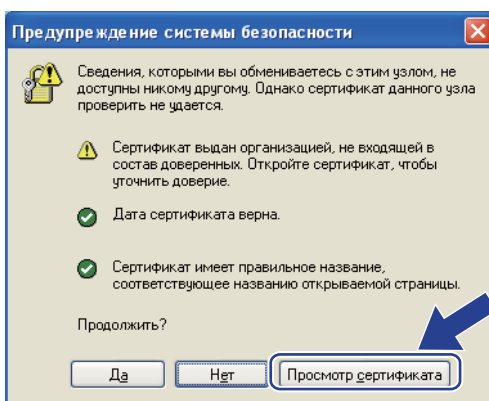 Предупреждение системы безопасности
Сведения, которыми вы обмениваетесь с этим узлом, не
доступны никому другому. Однако сертификат данного узла
проверить не удается.
Сертификат выдан организацией, не входящей в
состав доверенных. Откройте сертификат, чтобы
уточнить доверие.
Дата сертификата верна.
Сертификат имеет правильное название,
соответствующее названию открываемой страницы.
Продолжить?
Да Нет Просмотр сертификата